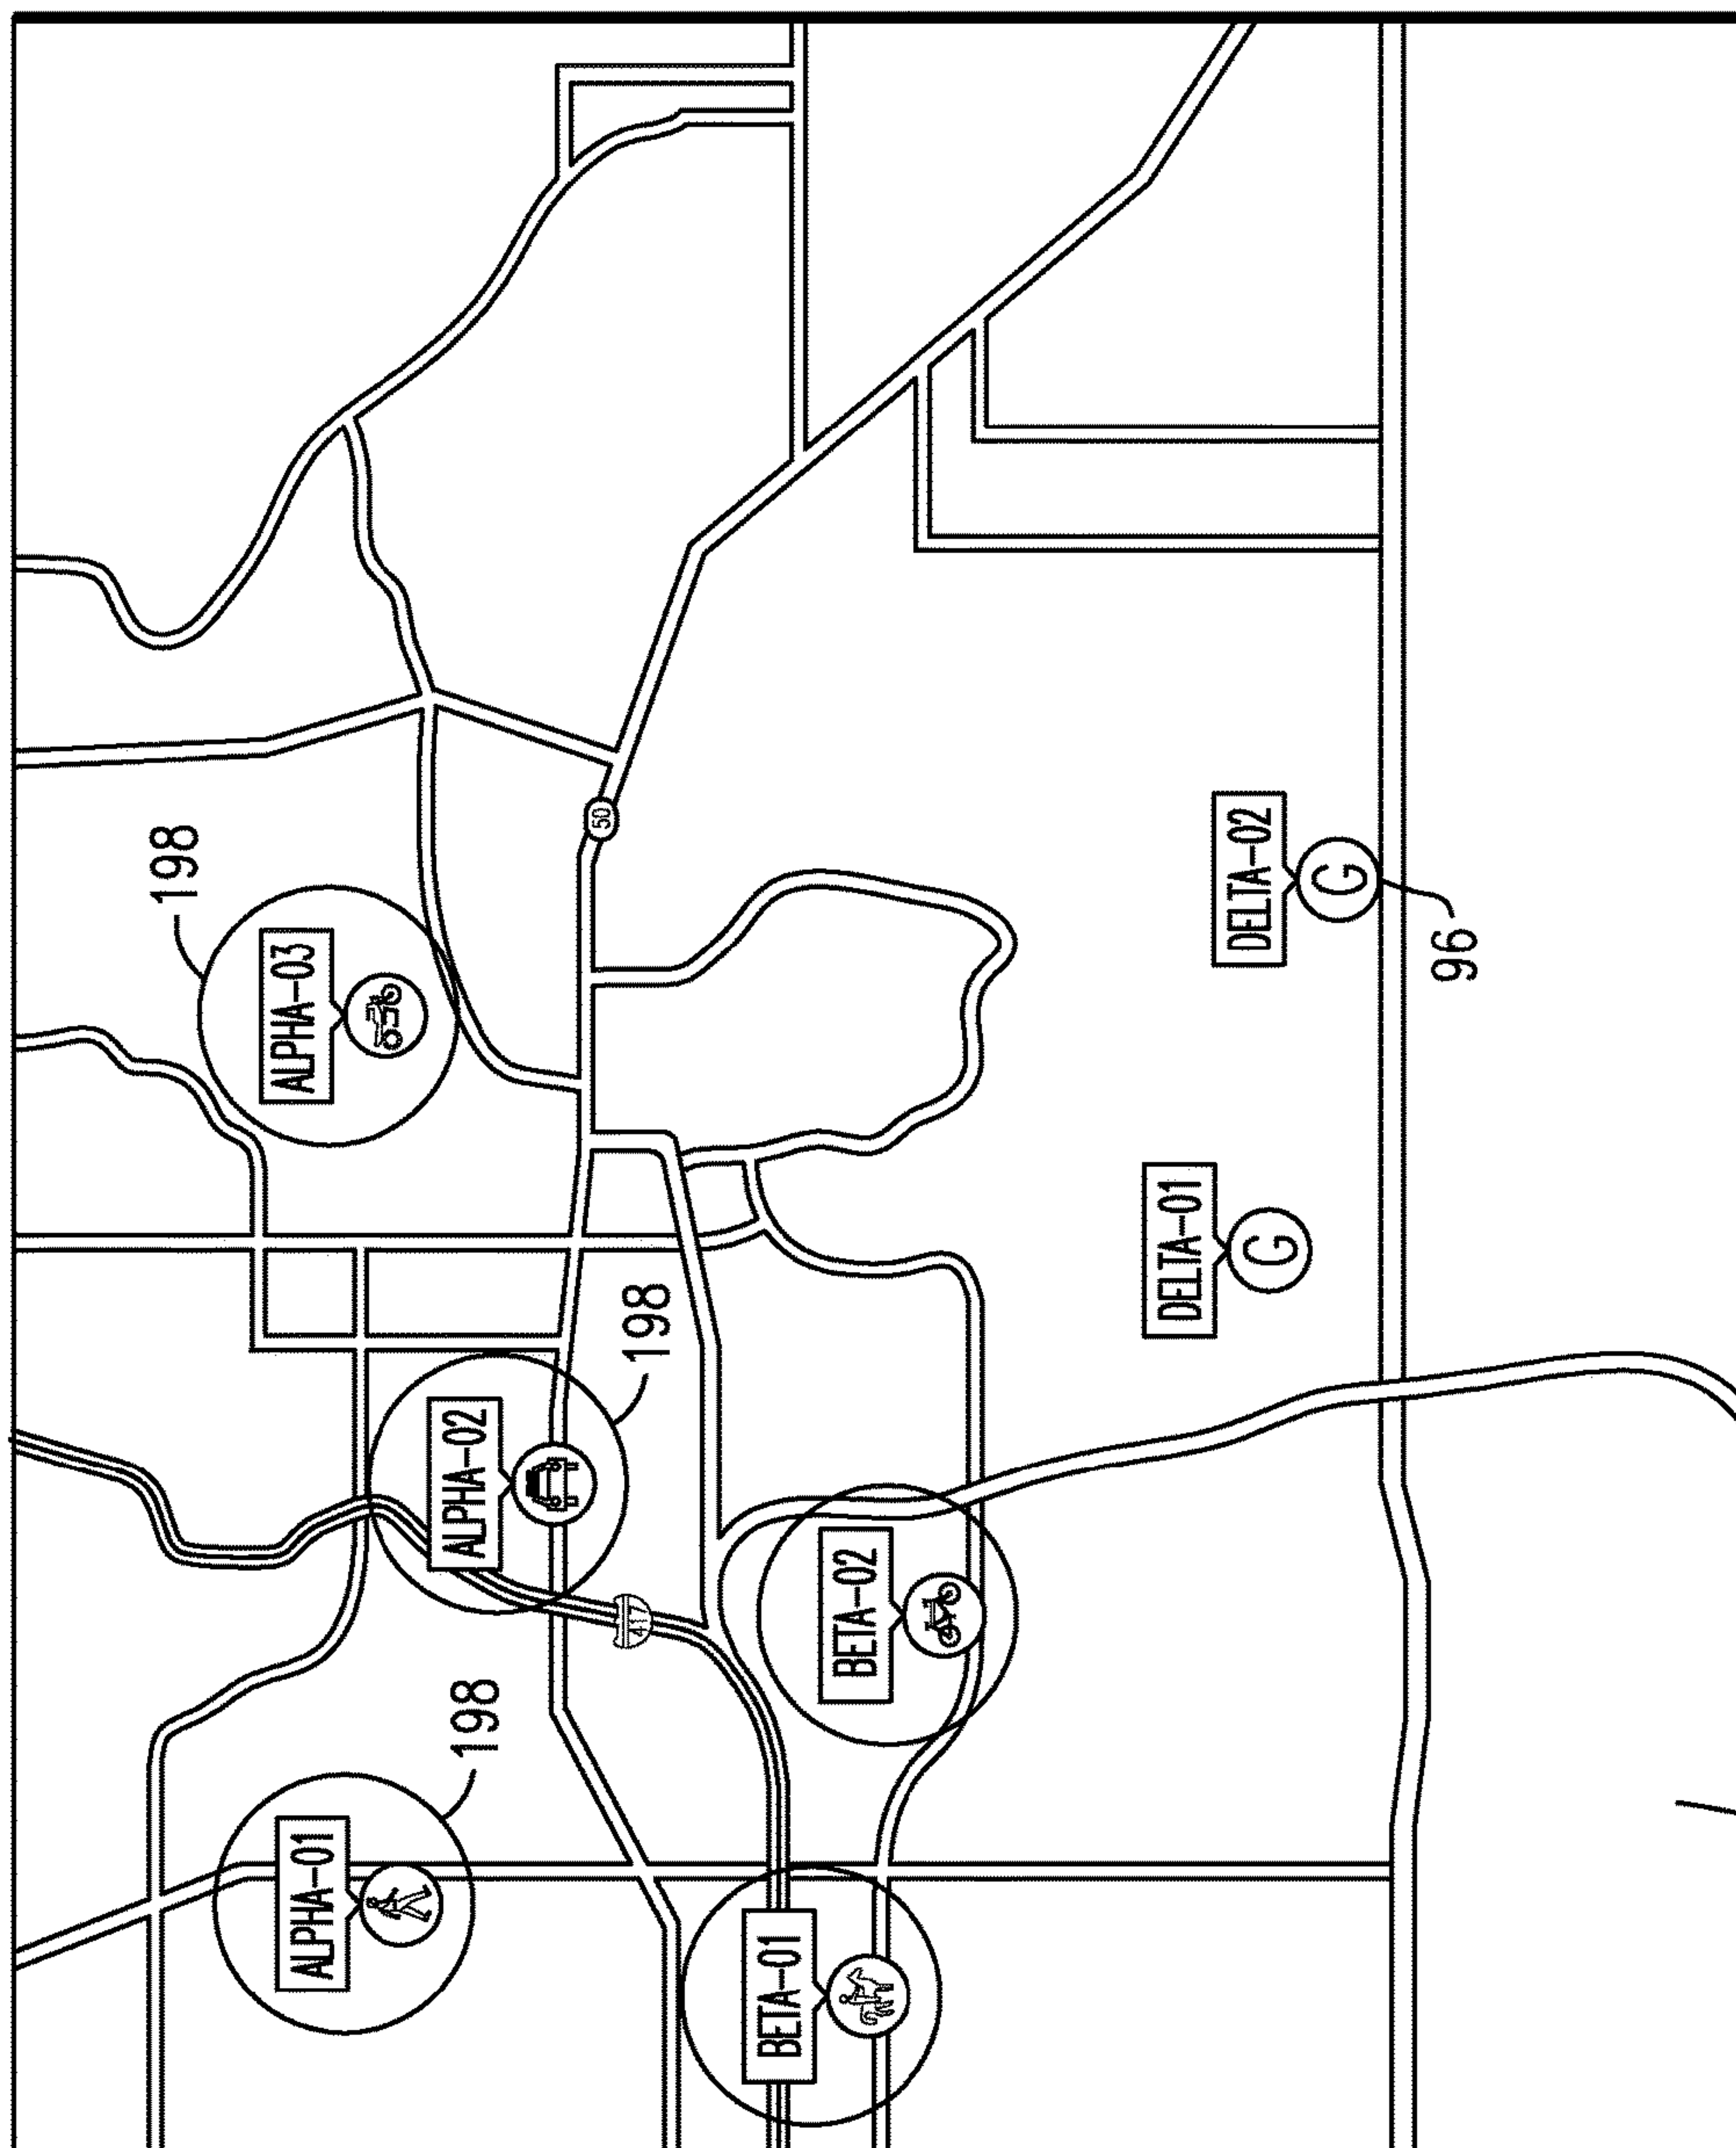 198
ALPHA-03
ALPHA-01
ALPHA-02
198
50
417
198
BETA-01
BETA-02
DELTA-01
DELTA-02
G
G
96